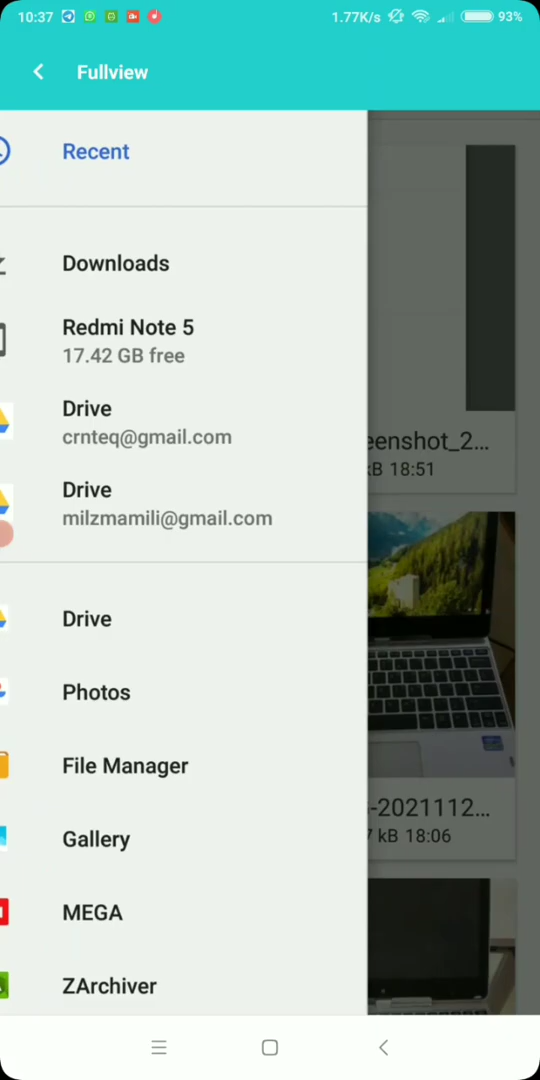 10:37 1.77K/s 93%
Fullview
Recent
Downloads
Redmi Note 5
17.42 GB free
Drive
crnteq@gmail.com
Drive
milzmamili@gmail.com
Drive
Photos
File Manager
Gallery
MEGA
ZArchiver
eenshot_2...
kB 18:51
-2021112...
7 kB 18:06